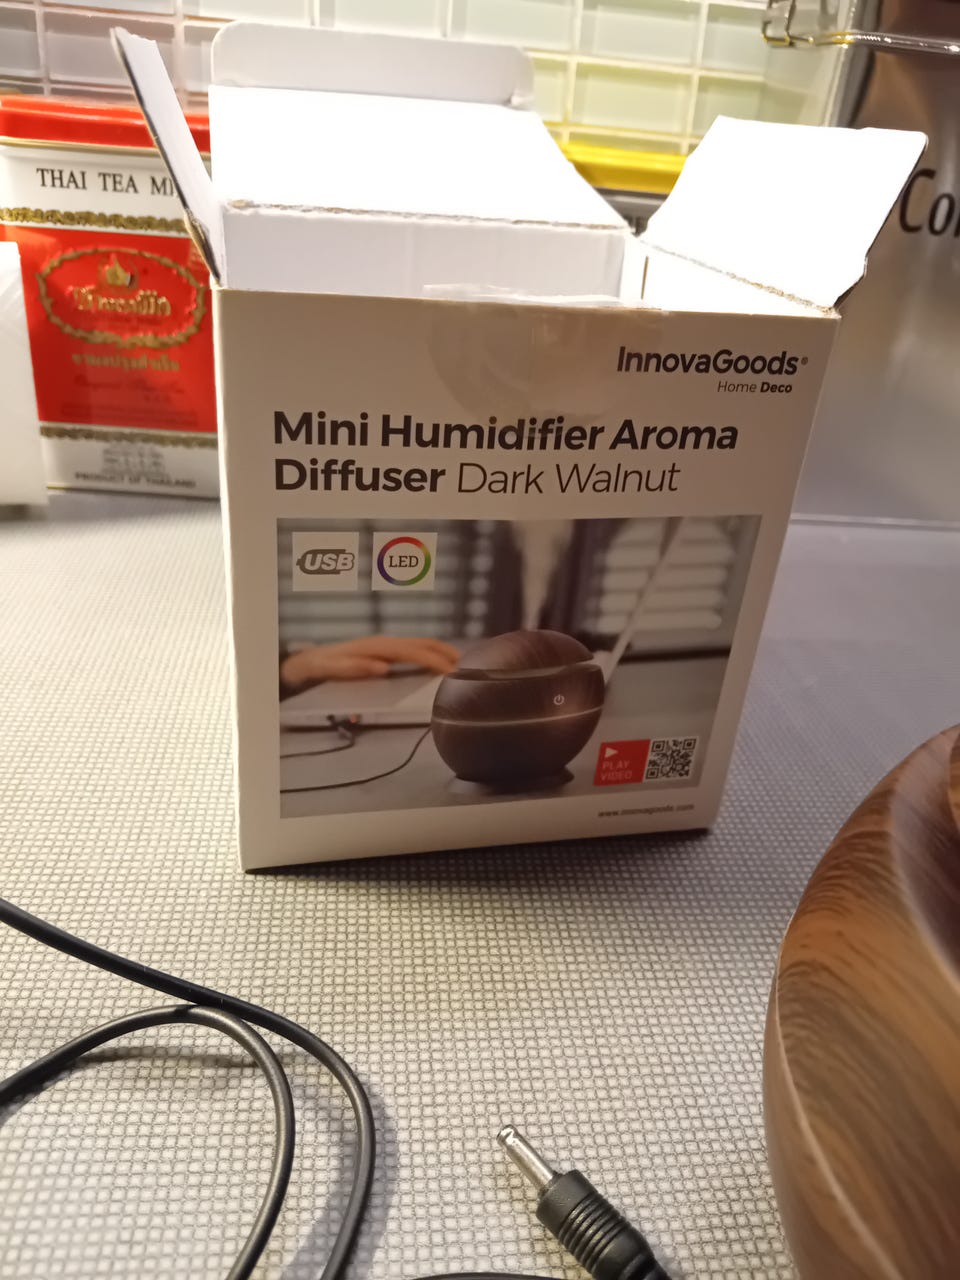 THAI TEA MI
PRODUCT OF THAILAND
Co
InnovaGoods®
Home Deco
Mini Humidifier Aroma
Diffuser Dark Walnut
USB
LED
PLAY
VIDEO
www.innovagoods.com